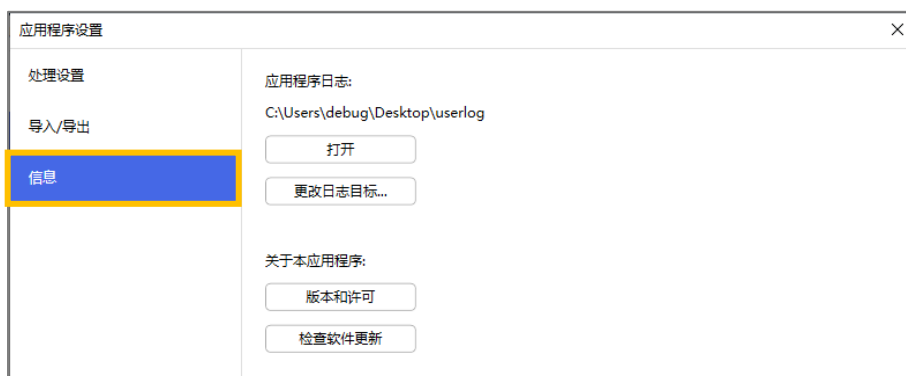 应用程序设置
处理设置
导入/导出
信息
应用程序日志:
C:\Users\debug\Desktop\userlog
打开
更改日志目标...
关于本应用程序:
版本和许可
检查软件更新